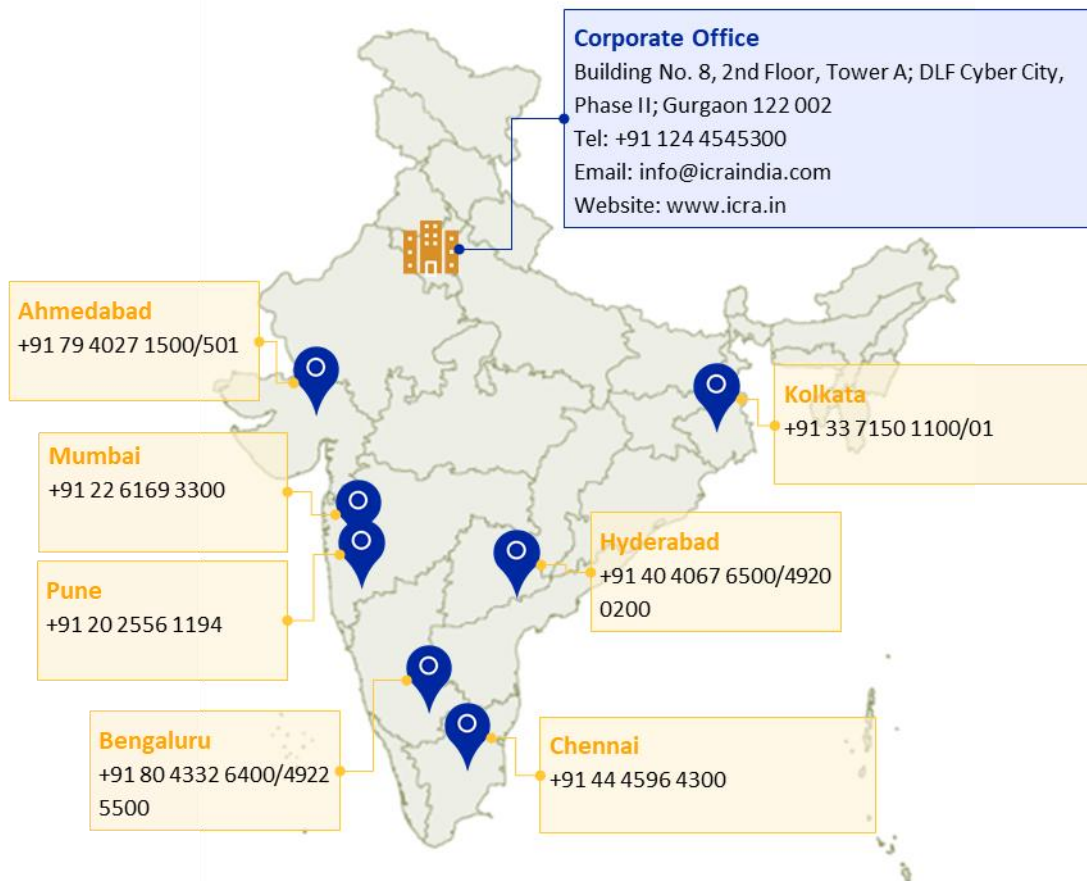 Corporate Office
Building No. 8, 2nd Floor, Tower A; DLF Cyber City,
Phase II; Gurgaon 122 002
Tel: +91 124 4545300
Email: info@icraindia.com
Website: www.icra.in
Ahmedabad
+91 79 4027 1500/501
Kolkata
+91 33 7150 1100/01
Mumbai
+91 22 6169 3300
Hyderabad
+91 40 4067 6500/4920
0200
Pune
+91 20 2556 1194
Bengaluru
+91 80 4332 6400/4922
5500
Chennai
+91 44 4596 4300